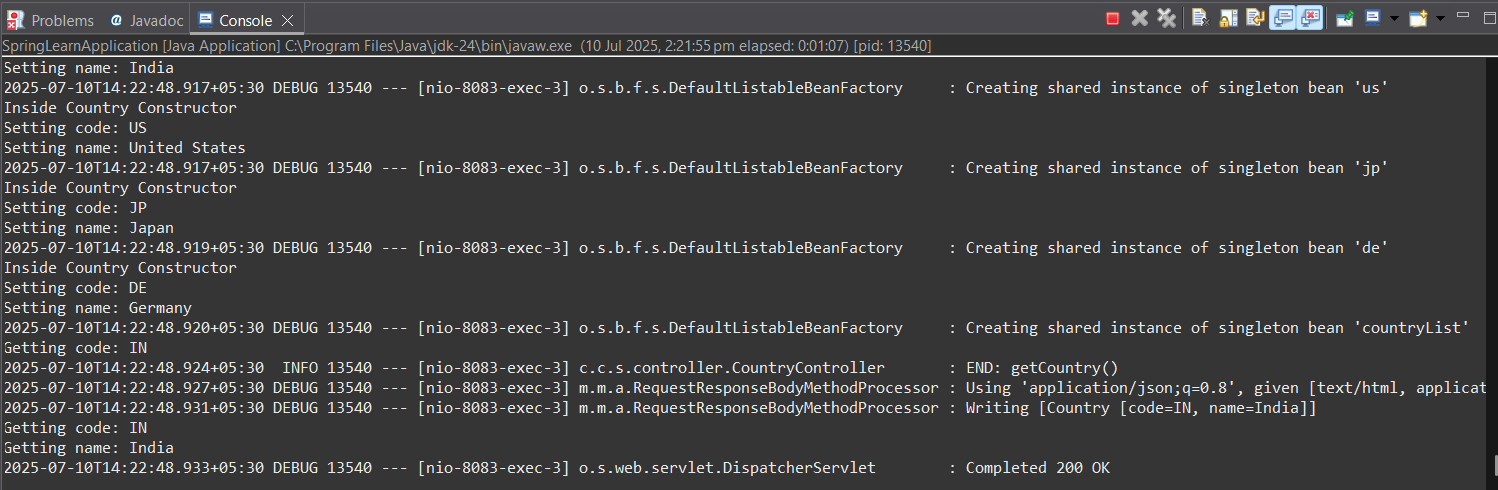 Problems @ Javadoc Console
SpringLearnApplication [Java Application] C:\Program Files\Java\jdk-24\bin\javaw.exe (10 Jul 2025, 2:21:55 pm elapsed: 0:01:07) [pid: 13540]
Setting name: India
2025-07-10T14:22:48.917+05:30 DEBUG 13540 --- [nio-8083-exec-3] o.s.b.f.s.DefaultListableBeanFactory     : Creating shared instance of singleton bean 'us'
Inside Country Constructor
Setting code: US
Setting name: United States
2025-07-10T14:22:48.917+05:30 DEBUG 13540 --- [nio-8083-exec-3] o.s.b.f.s.DefaultListableBeanFactory     : Creating shared instance of singleton bean 'jp'
Inside Country Constructor
Setting code: JP
Setting name: Japan
2025-07-10T14:22:48.919+05:30 DEBUG 13540 --- [nio-8083-exec-3] o.s.b.f.s.DefaultListableBeanFactory     : Creating shared instance of singleton bean 'de'
Inside Country Constructor
Setting code: DE
Setting name: Germany
2025-07-10T14:22:48.920+05:30 DEBUG 13540 --- [nio-8083-exec-3] o.s.b.f.s.DefaultListableBeanFactory     : Creating shared instance of singleton bean 'countryList'
Getting code: IN
2025-07-10T14:22:48.924+05:30  INFO 13540 --- [nio-8083-exec-3] c.c.s.controller.CountryController       : END: getCountry()
2025-07-10T14:22:48.927+05:30 DEBUG 13540 --- [nio-8083-exec-3] m.m.a.RequestResponseBodyMethodProcessor : Using 'application/json;q=0.8', given [text/html, applicat
2025-07-10T14:22:48.931+05:30 DEBUG 13540 --- [nio-8083-exec-3] m.m.a.RequestResponseBodyMethodProcessor : Writing [Country [code=IN, name=India]]
Getting code: IN
Getting name: India
2025-07-10T14:22:48.933+05:30 DEBUG 13540 --- [nio-8083-exec-3] o.s.web.servlet.DispatcherServlet        : Completed 200 OK